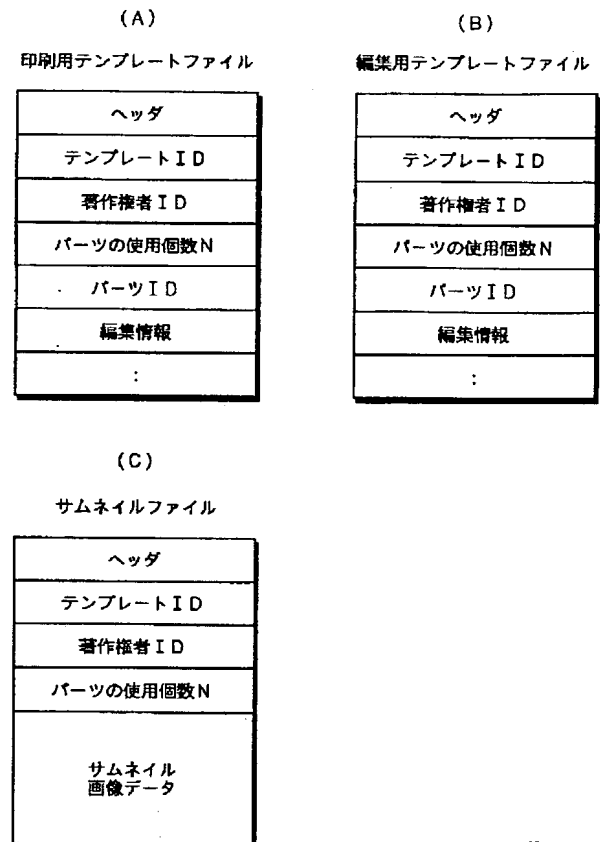 (A)
印刷用テンプレートファイル
ヘッダ
テンプレートＩＤ
著作権者ＩＤ
パーツの使用個数Ｎ
パーツＩＤ
編集情報
:
(B)
編集用テンプレートファイル
ヘッダ
テンプレートＩＤ
著作権者ＩＤ
パーツの使用個数Ｎ
パーツＩＤ
編集情報
:
(C)
サムネイルファイル
ヘッダ
テンプレートＩＤ
著作権者ＩＤ
パーツの使用個数Ｎ
サムネイル
画像データ